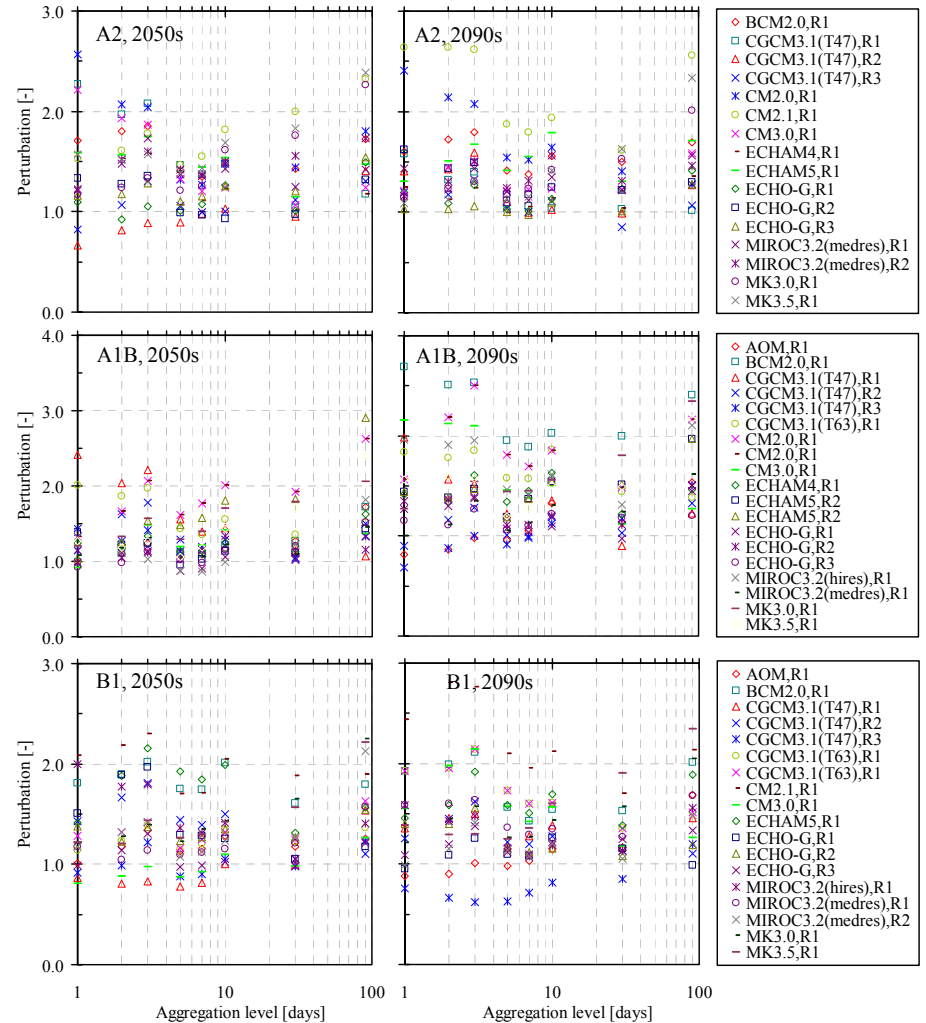 A2, 2050s
A2, 2090s
Perturbation [-]
3.0
2.0
1.0
0.0
BCM2.0,R1
CGCM3.1(T47),R1
CGCM3.1(T47),R2
CGCM3.1(T47),R3
CM2.0,R1
CM2.1,R1
CM3.0,R1
ECHAM4,R1
ECHAM5,R1
ECHO-G,R1
ECHO-G,R2
ECHO-G,R3
MIROC3.2(medres),R1
MIROC3.2(medres),R2
MK3.0,R1
MK3.5,R1
A1B, 2050s
A1B, 2090s
Perturbation [-]
4.0
3.0
2.0
1.0
0.0
AOM,R1
BCM2.0,R1
CGCM3.1(T47),R1
CGCM3.1(T47),R2
CGCM3.1(T47),R3
CGCM3.1(T63),R1
CM2.0,R1
CM2.0,R1
CM3.0,R1
ECHAM4,R1
ECHAM5,R2
ECHAM5,R2
ECHO-G,R1
ECHO-G,R2
ECHO-G,R3
MIROC3.2(hires),R1
MIROC3.2(medres),R1
MK3.0,R1
MK3.5,R1
B1, 2050s
B1, 2090s
Perturbation [-]
3.0
2.0
1.0
0.0
1 10 100
1 10 100
Aggregation level [days]
Aggregation level [days]
AOM,R1
BCM2.0,R1
CGCM3.1(T47),R1
CGCM3.1(T47),R2
CGCM3.1(T47),R3
CGCM3.1(T63),R1
CGCM3.1(T63),R1
CM2.1,R1
CM3.0,R1
ECHAM5,R1
ECHO-G,R1
ECHO-G,R2
ECHO-G,R3
MIROC3.2(hires),R1
MIROC3.2(medres),R1
MIROC3.2(medres),R2
MK3.0,R1
MK3.5,R1